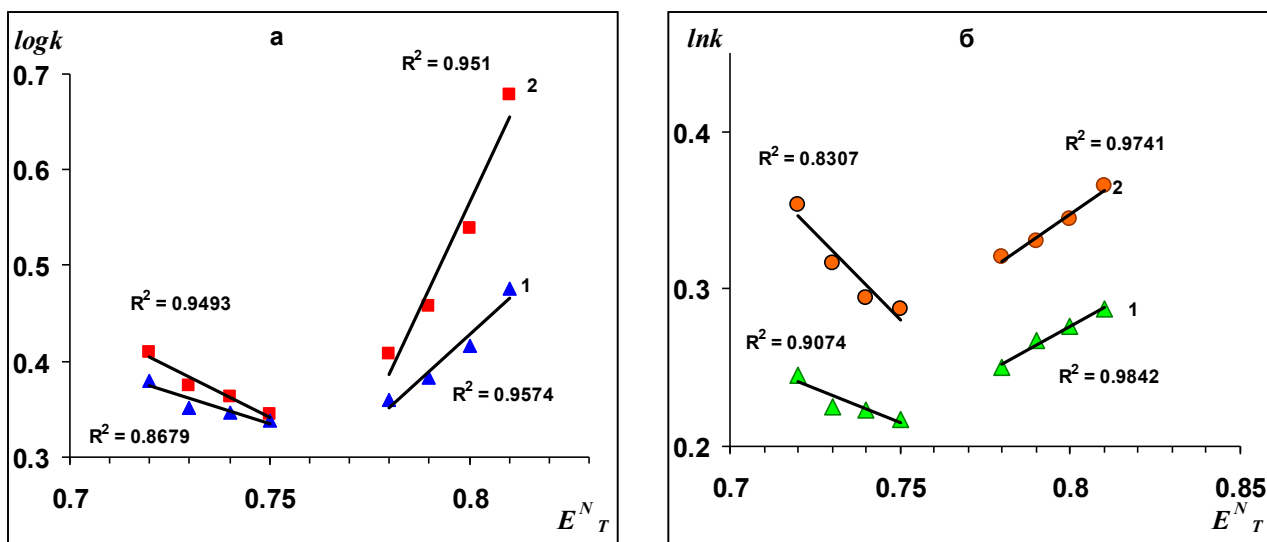 logk
а
R² = 0.951
2
0.7
0.6
0.5
1
R² = 0.9493
0.4
R² = 0.9574
R² = 0.8679
0.3
0.7
0.75
0.8
E^N_T
lnk
б
0.4
R² = 0.9741
R² = 0.8307
2
0.3
1
R² = 0.9074
R² = 0.9842
0.2
0.7
0.75
0.8
0.85
E^N_T